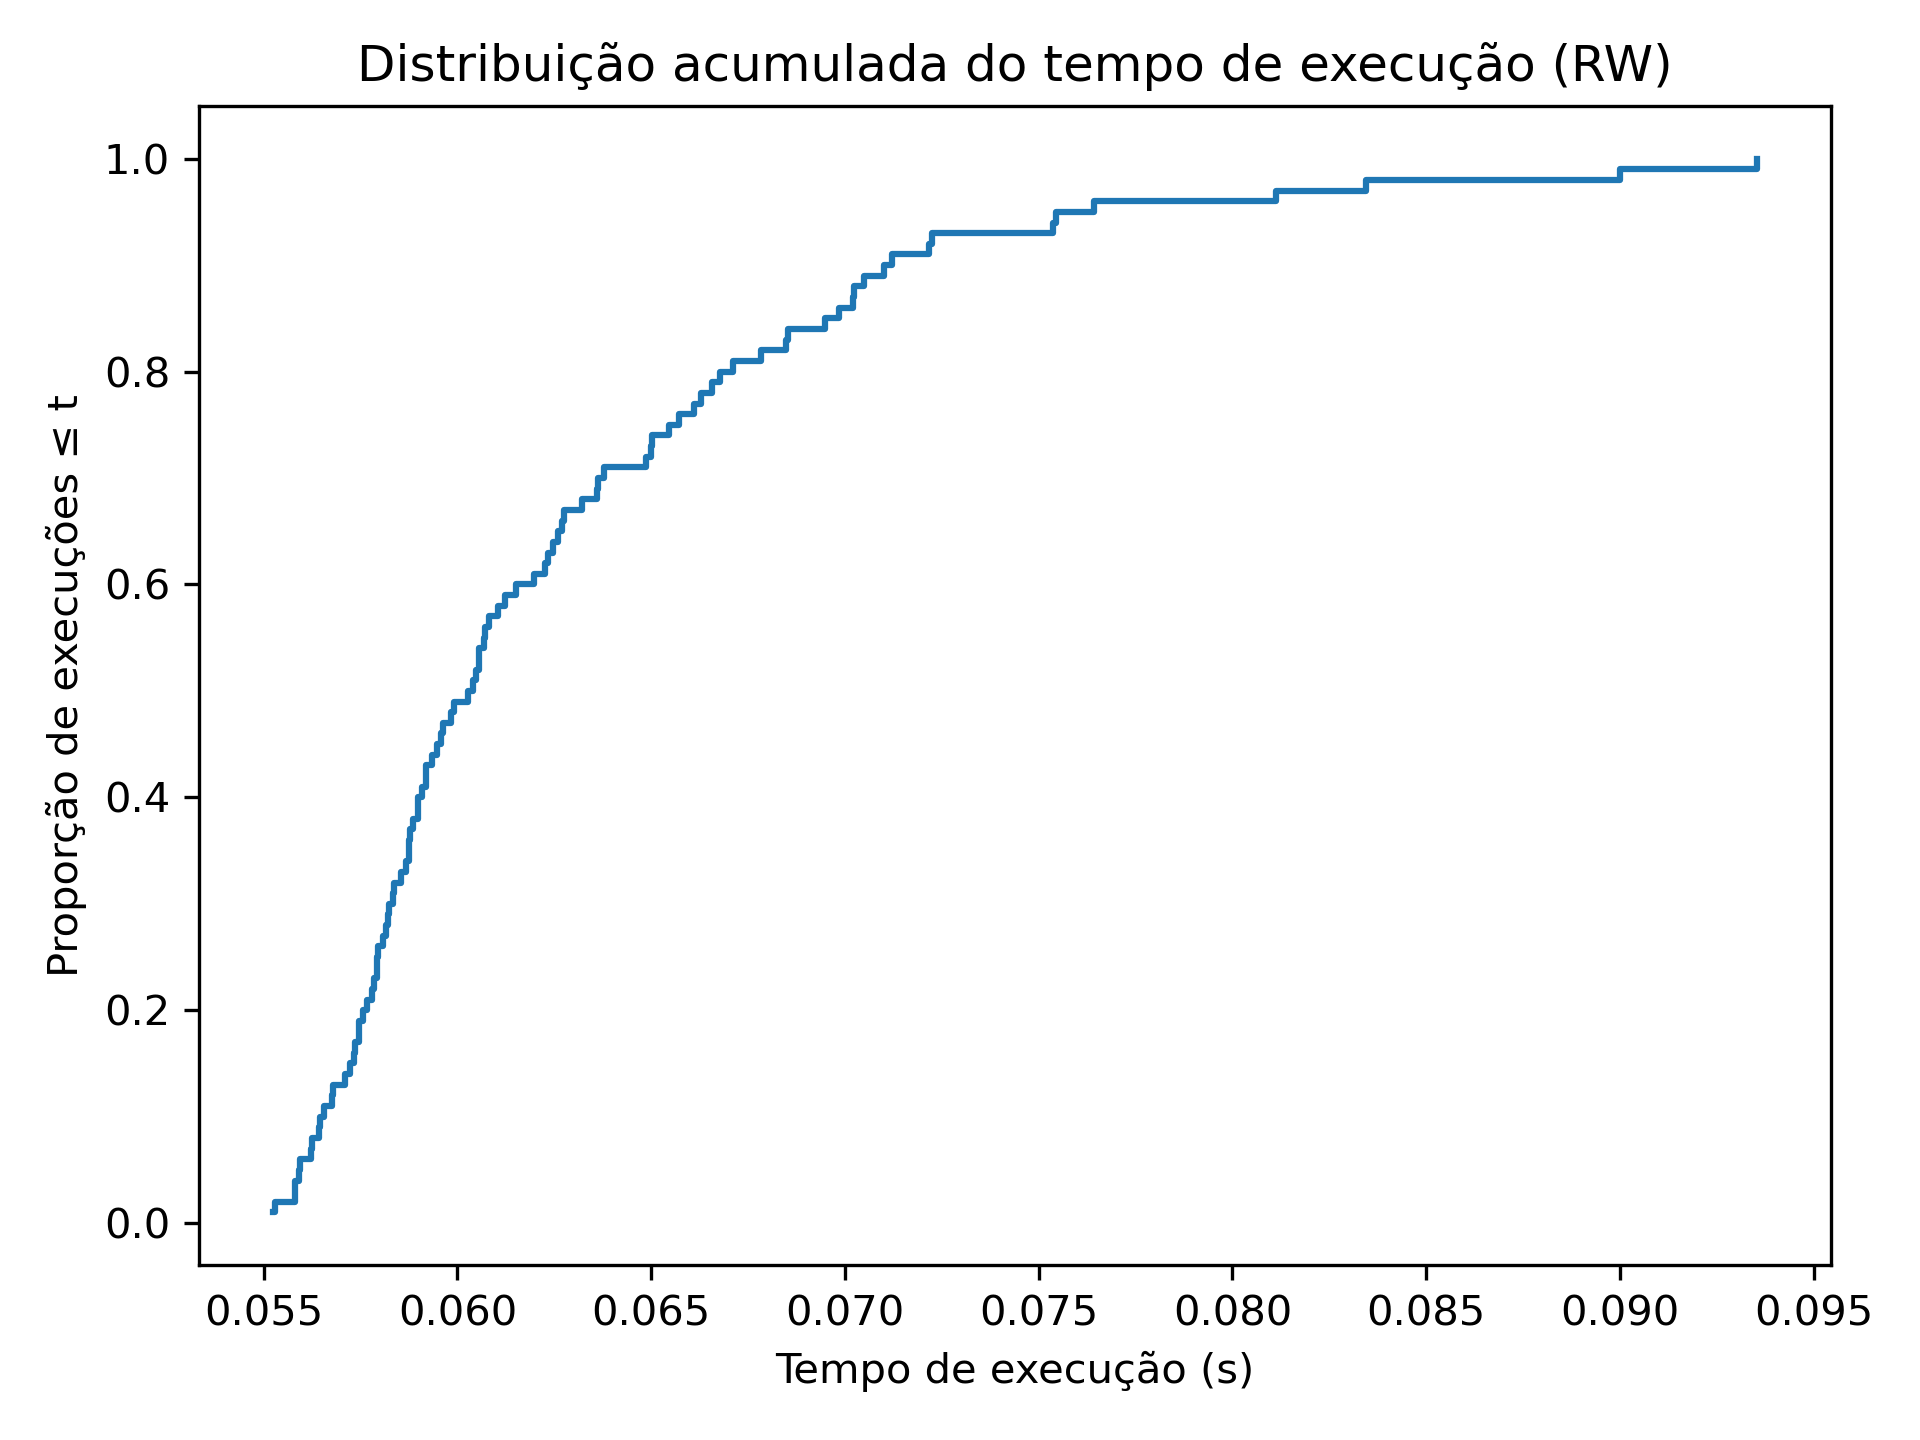 Distribuição acumulada do tempo de execução (RW)
Proporção de execuções ≤ t
1.0
0.8
0.6
0.4
0.2
0.0
0.055 0.060 0.065 0.070 0.075 0.080 0.085 0.090 0.095
Tempo de execução (s)